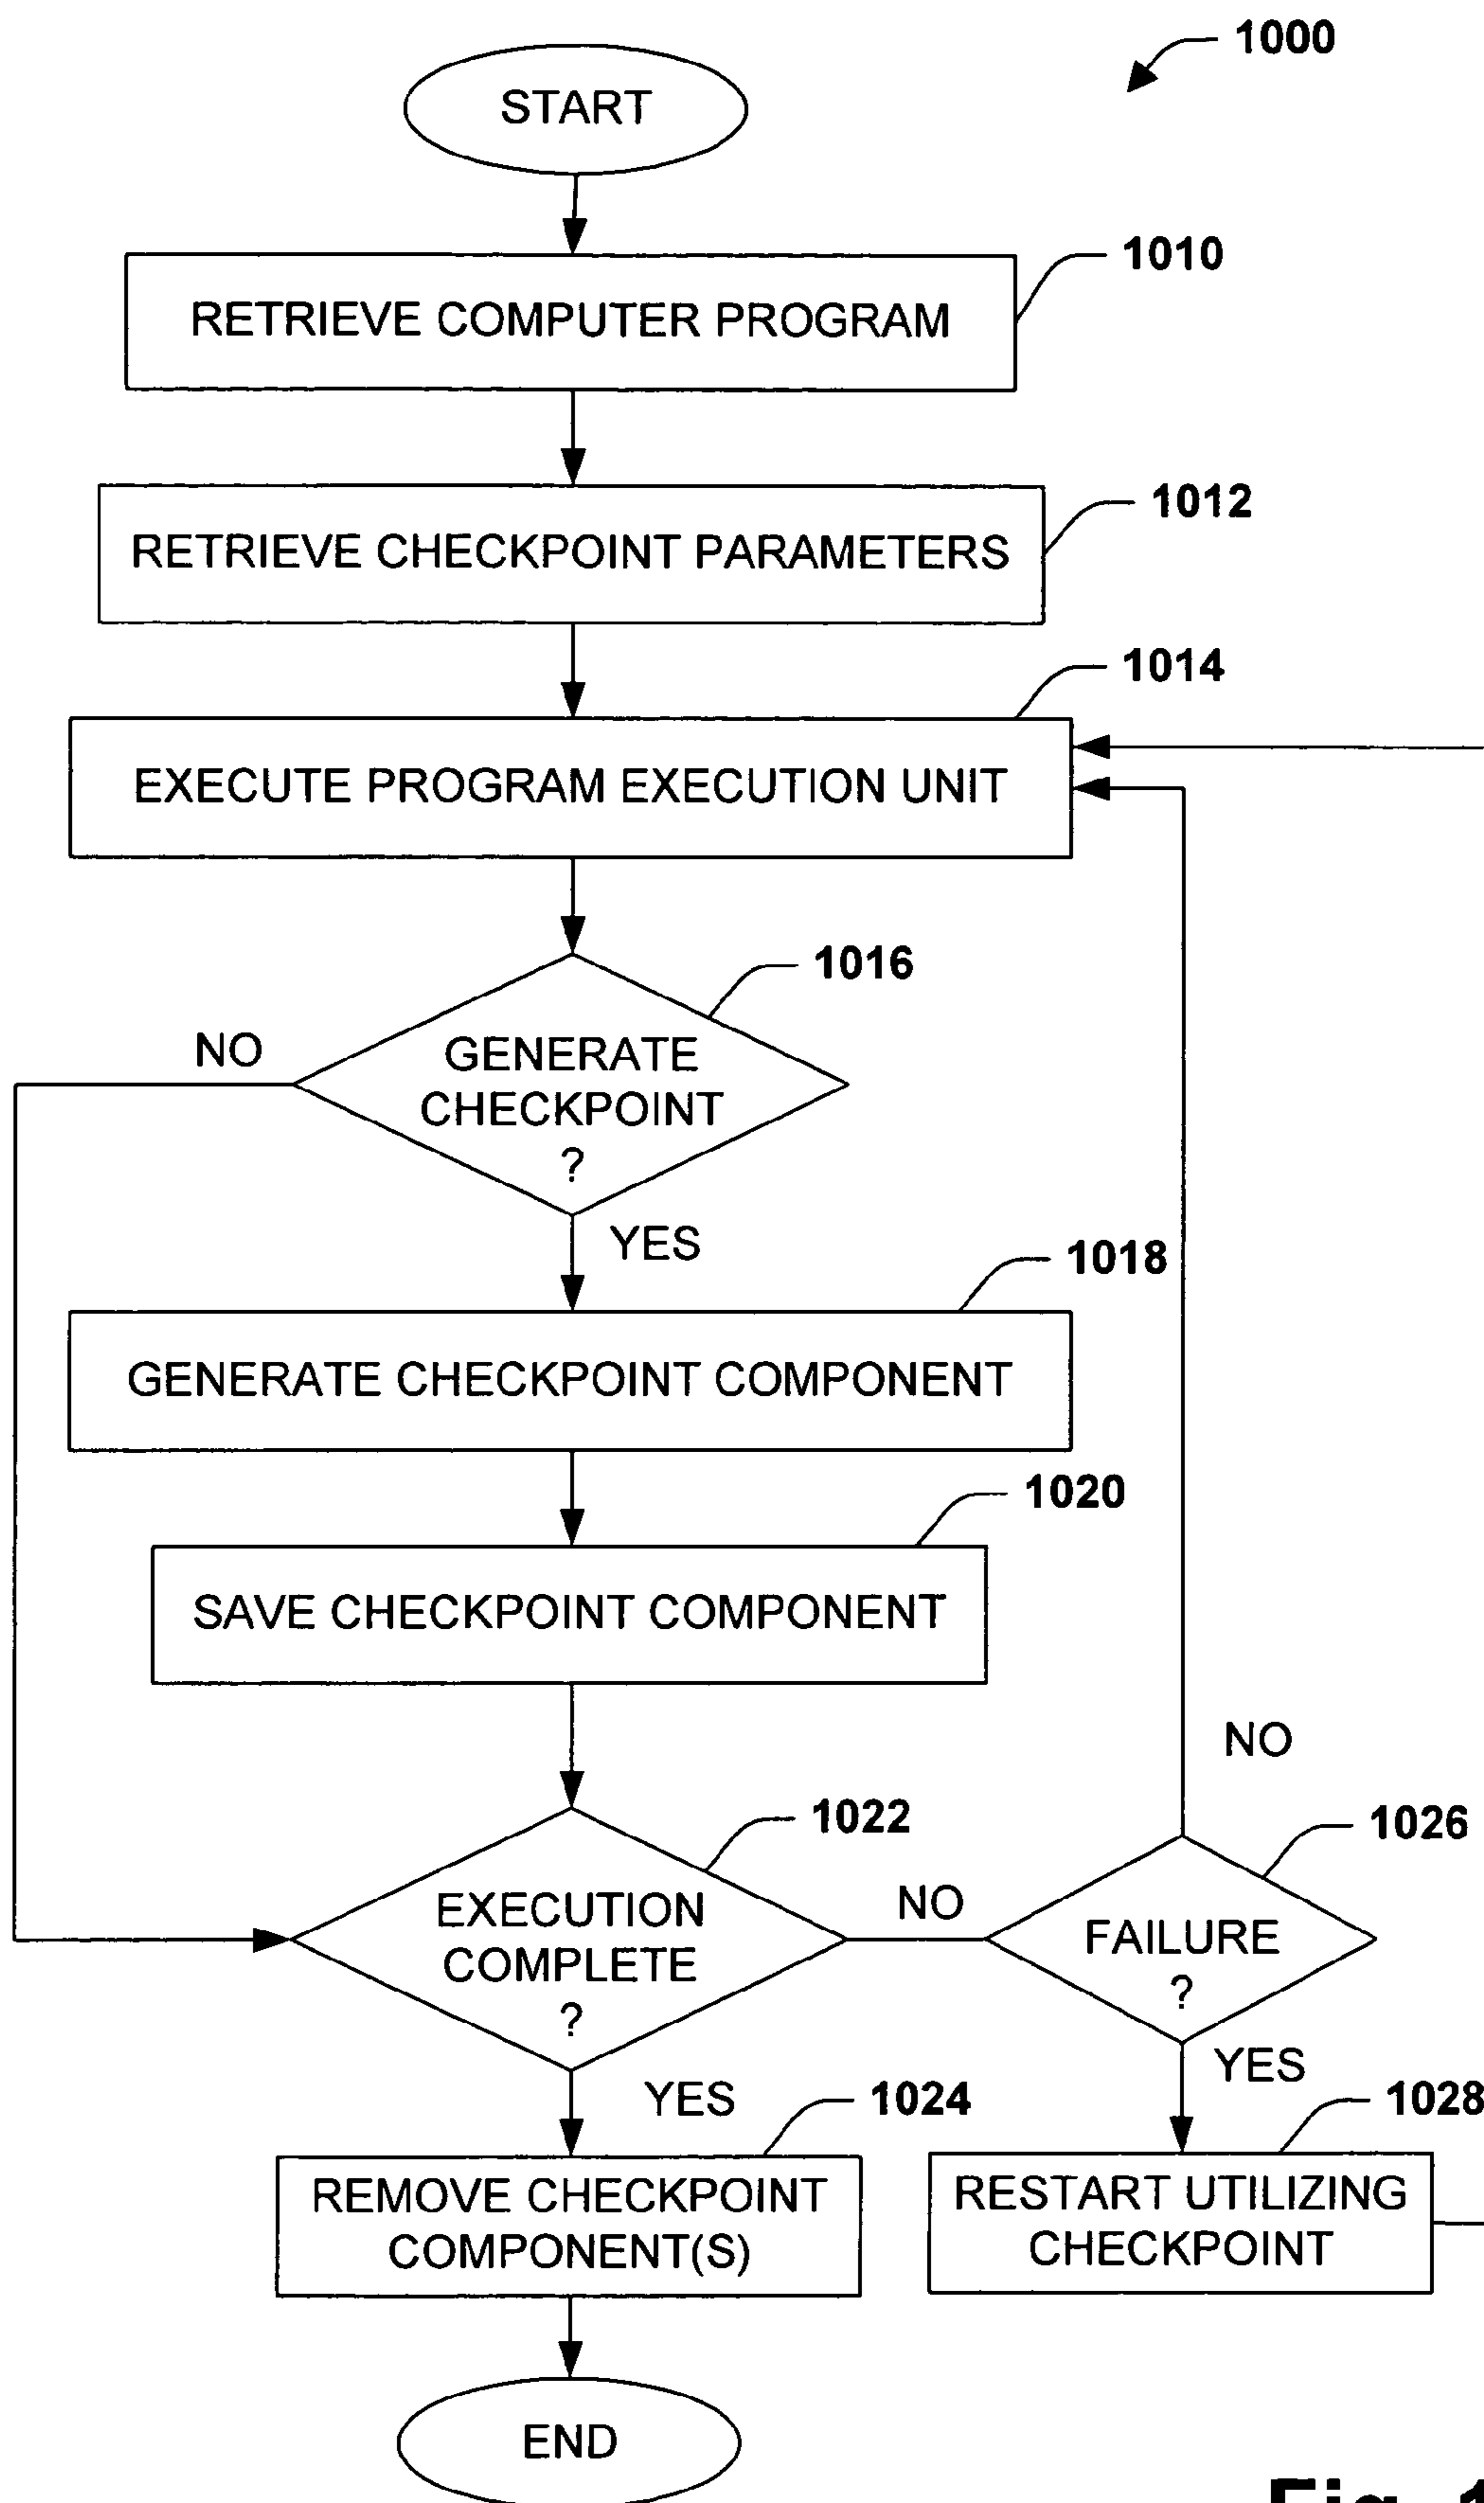 1000
START
1010
RETRIEVE COMPUTER PROGRAM
1012
RETRIEVE CHECKPOINT PARAMETERS
1014
EXECUTE PROGRAM EXECUTION UNIT
1016
NO
GENERATE
CHECKPOINT
?
YES
1018
GENERATE CHECKPOINT COMPONENT
1020
SAVE CHECKPOINT COMPONENT
NO
1022
1026
EXECUTION
COMPLETE
?
NO
FAILURE
?
YES
YES
1024
1028
REMOVE CHECKPOINT
COMPONENT(S)
RESTART UTILIZING
CHECKPOINT
END